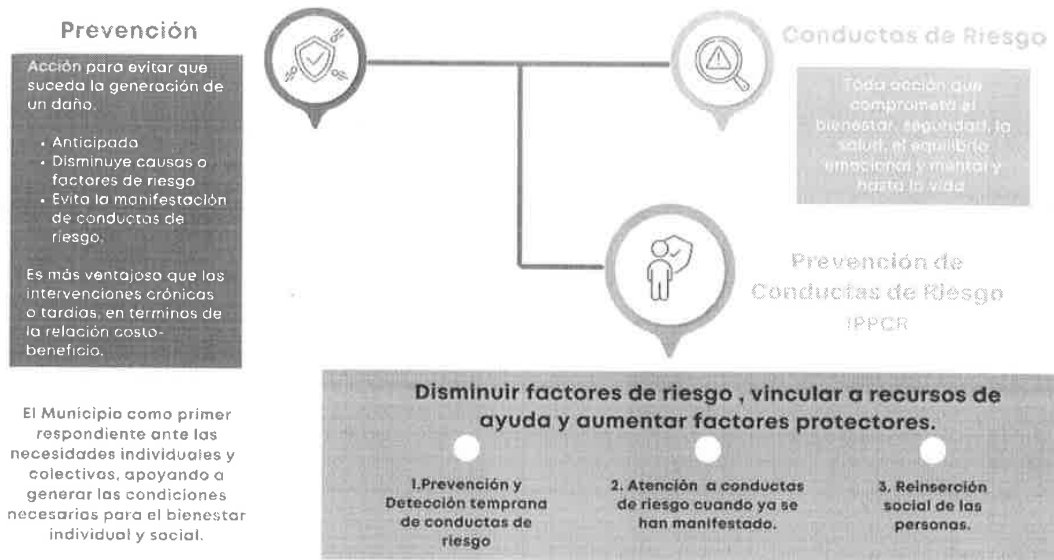 Prevención
Acción para evitar que
suceda la generación de
un daño.
• Anticipada
• Disminuye causas o
factores de riesgo
• Evita la manifestación
de conductas de
riesgo.
Es más ventajoso que las
intervenciones crónicas
o tardías, en términos de
la relación costo-
beneficio.
El Municipio como primer
respondiente ante las
necesidades individuales y
colectivas, apoyando a
generar las condiciones
necesarias para el bienestar
individual y social.
Conductas de Riesgo
Toda acción que
comprometa el
bienestar, seguridad, la
salud, el equilibrio
emocional y mental y
hasta la vida
Prevención de
Conductas de Riesgo
IPPCR
Disminuir factores de riesgo , vincular a recursos de
ayuda y aumentar factores protectores.
1.Prevención y
Detección temprana
de conductas de
riesgo
2. Atención a conductas
de riesgo cuando ya se
han manifestado.
3. Reinserción
social de las
personas.